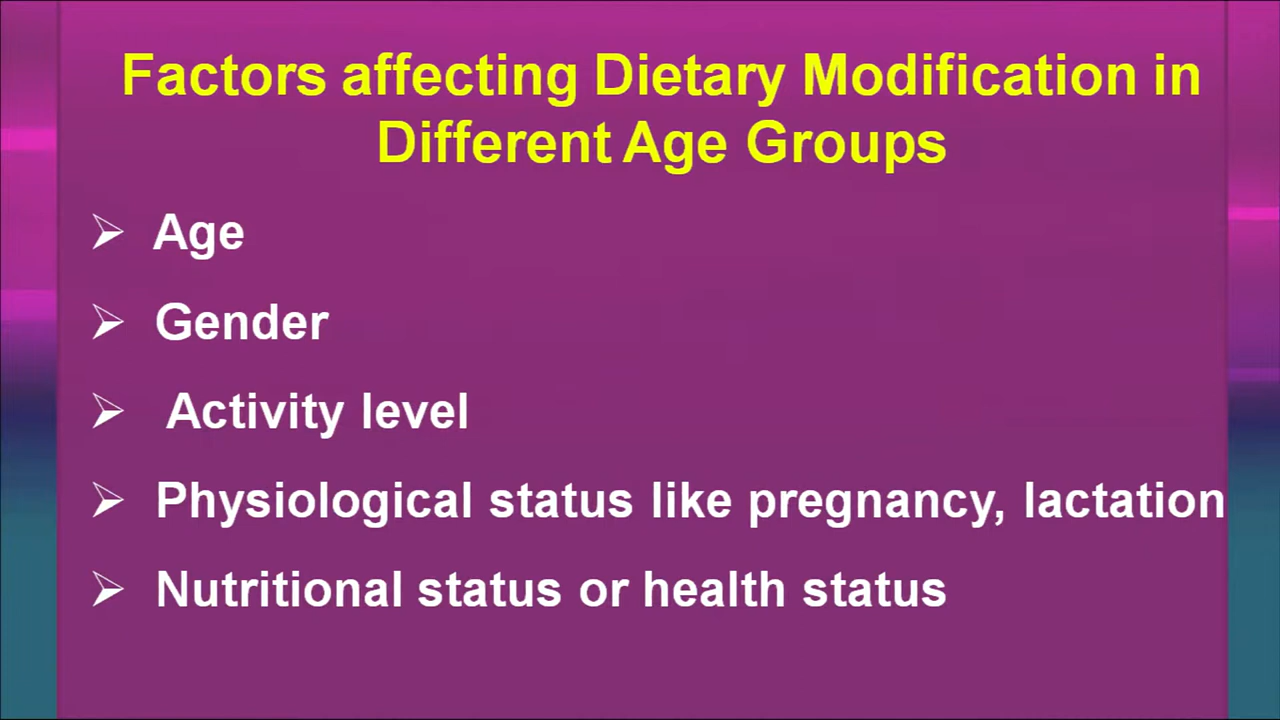 Factors affecting Dietary Modification in
Different Age Groups
➢ Age
➢ Gender
➢ Activity level
➢ Physiological status like pregnancy, lactation
➢ Nutritional status or health status